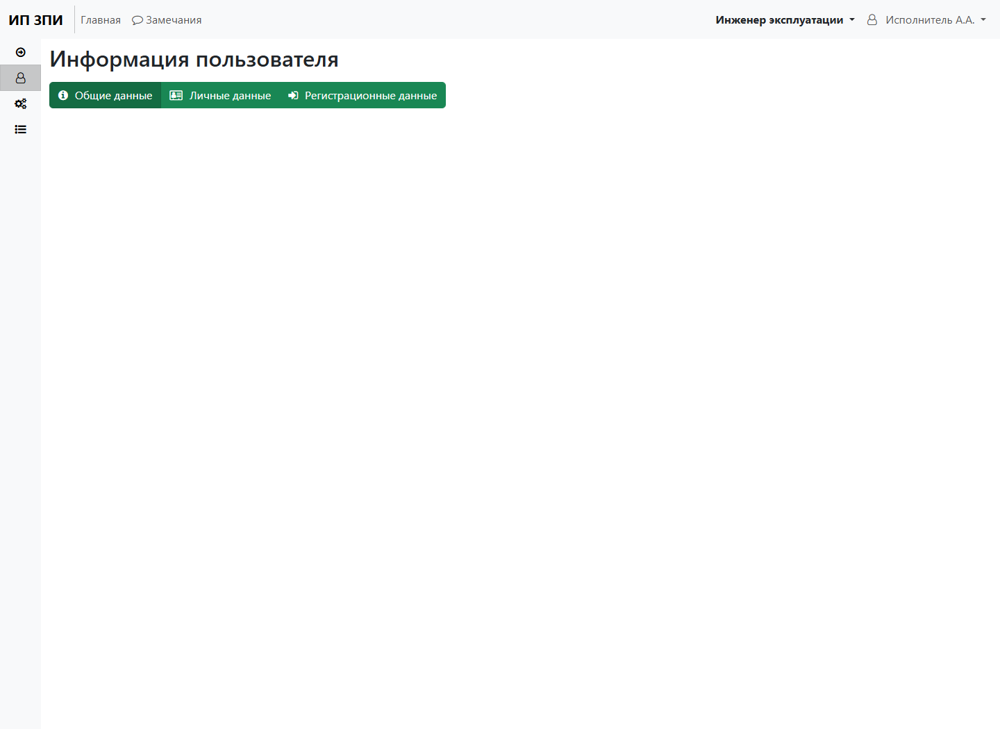 ИП ЗПИ Главная Замечания Инженер эксплуатации Исполнитель А.А.
Информация пользователя
Общие данные Личные данные Регистрационные данные